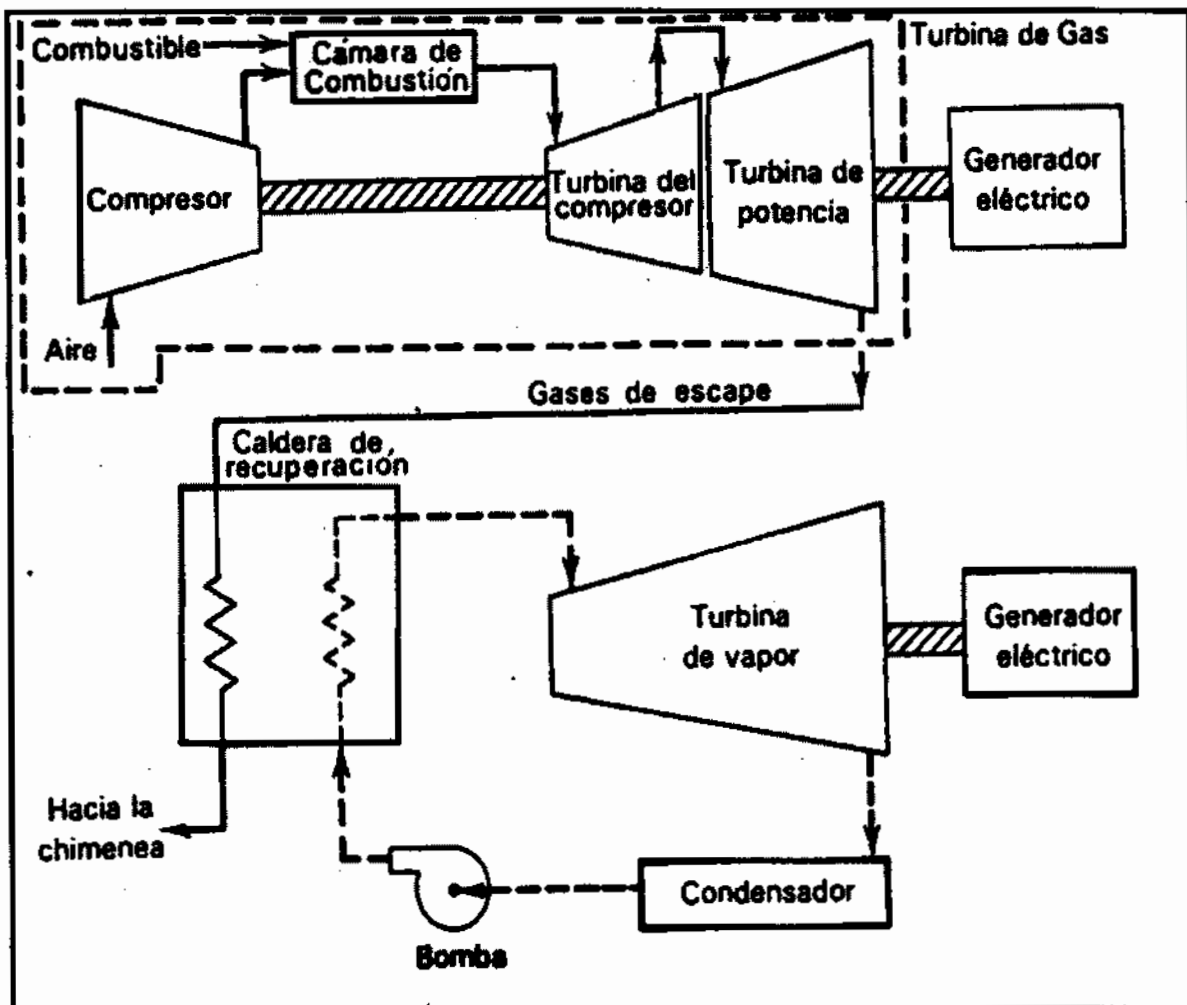 Combustible
Cámara de
Combustión
Turbina de Gas
Compresor
Turbina del
compresor
Turbina de
potencia
Generador
eléctrico
Aire
Gases de escape
Caldera de
recuperación
Turbina
de vapor
Generador
eléctrico
Hacia la
chimenea
Condensador
Bomba